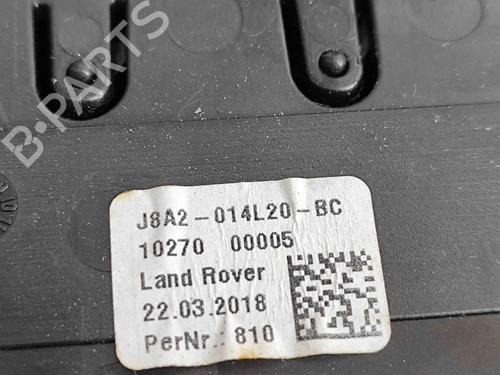 B-PARTS
J8A2-014L20-BC
10270 00005
Land Rover
22.03.2018
PerNr.: 810